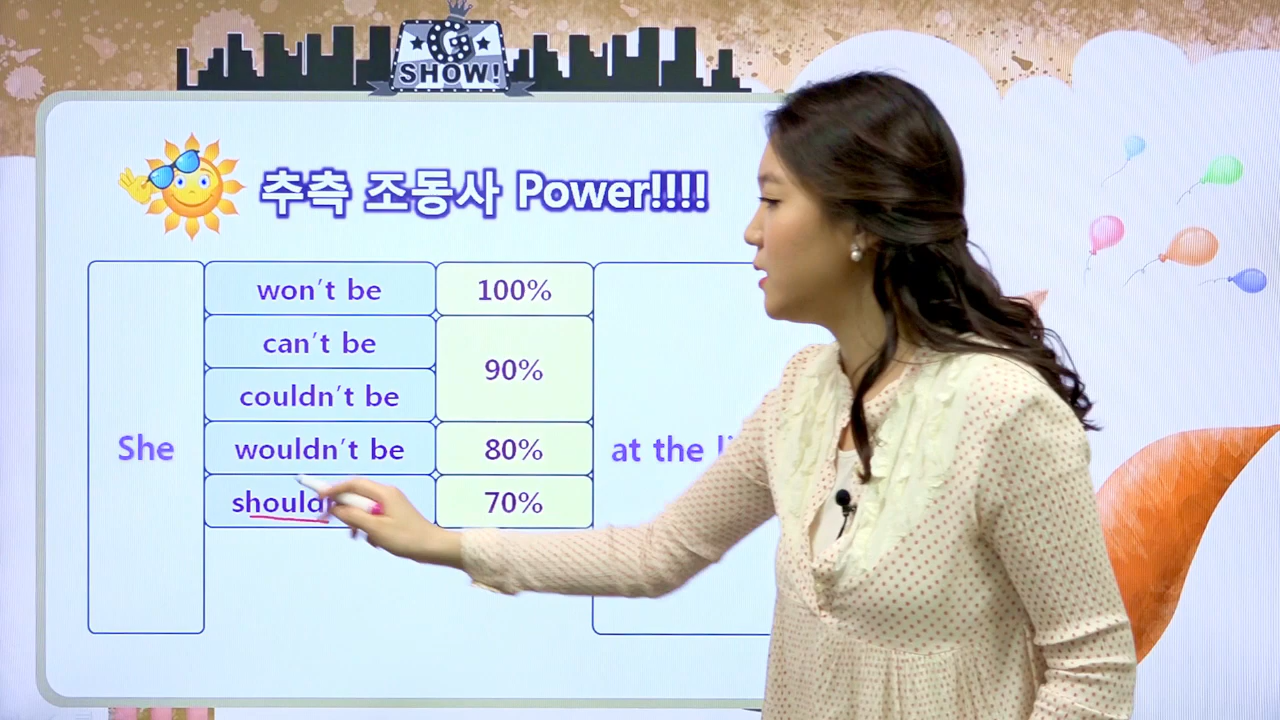 G
SHOW!
추측 조동사 Power!!!!
She
won't be
100%
can't be
90%
couldn't be
wouldn't be
80%
70%
at the